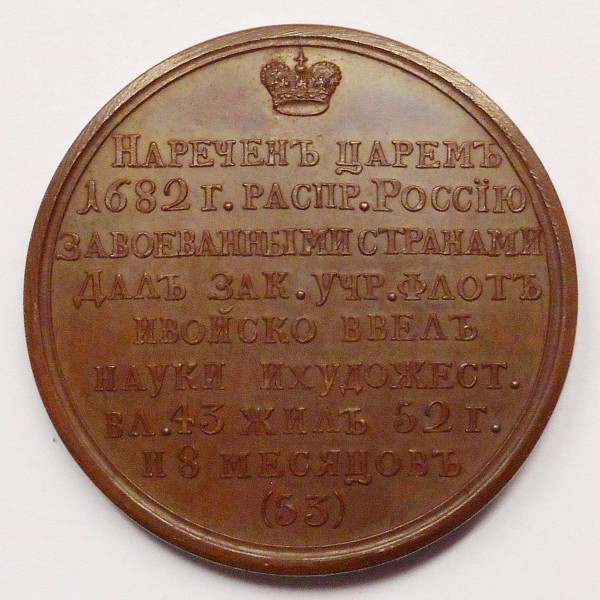 НАРЕЧЕНЪ ЦАРЕМЪ
1682 Г. РАСПР. РОССІЮ
ЗАВОЕВАННЫМИ СТРАНАМИ
ДАЛЪ ЗАК. УЧР. ФЛОТЪ
ИВОЙСКО ВВЕЛЪ
НАУКИ ИХУДОЖЕСТ.
ВЛ. 43 ЖИЛЪ 52 Г.
И 8 МЕСЯЦОВЪ
(53)